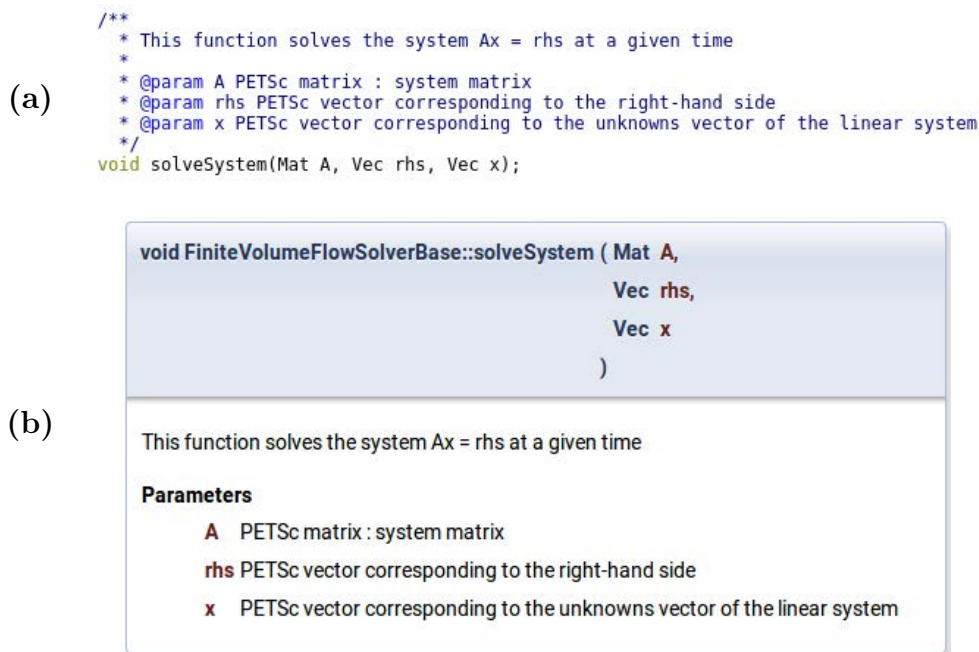 (a)
/**
* This function solves the system Ax = rhs at a given time
*
* @param A PETSc matrix : system matrix
* @param rhs PETSc vector corresponding to the right-hand side
* @param x PETSc vector corresponding to the unknowns vector of the linear system
*/
void solveSystem(Mat A, Vec rhs, Vec x);
(b)
void FiniteVolumeFlowSolverBase::solveSystem ( Mat A,
Vec rhs,
Vec x
)
This function solves the system Ax = rhs at a given time
Parameters
A PETSc matrix : system matrix
rhs PETSc vector corresponding to the right-hand side
x PETSc vector corresponding to the unknowns vector of the linear system